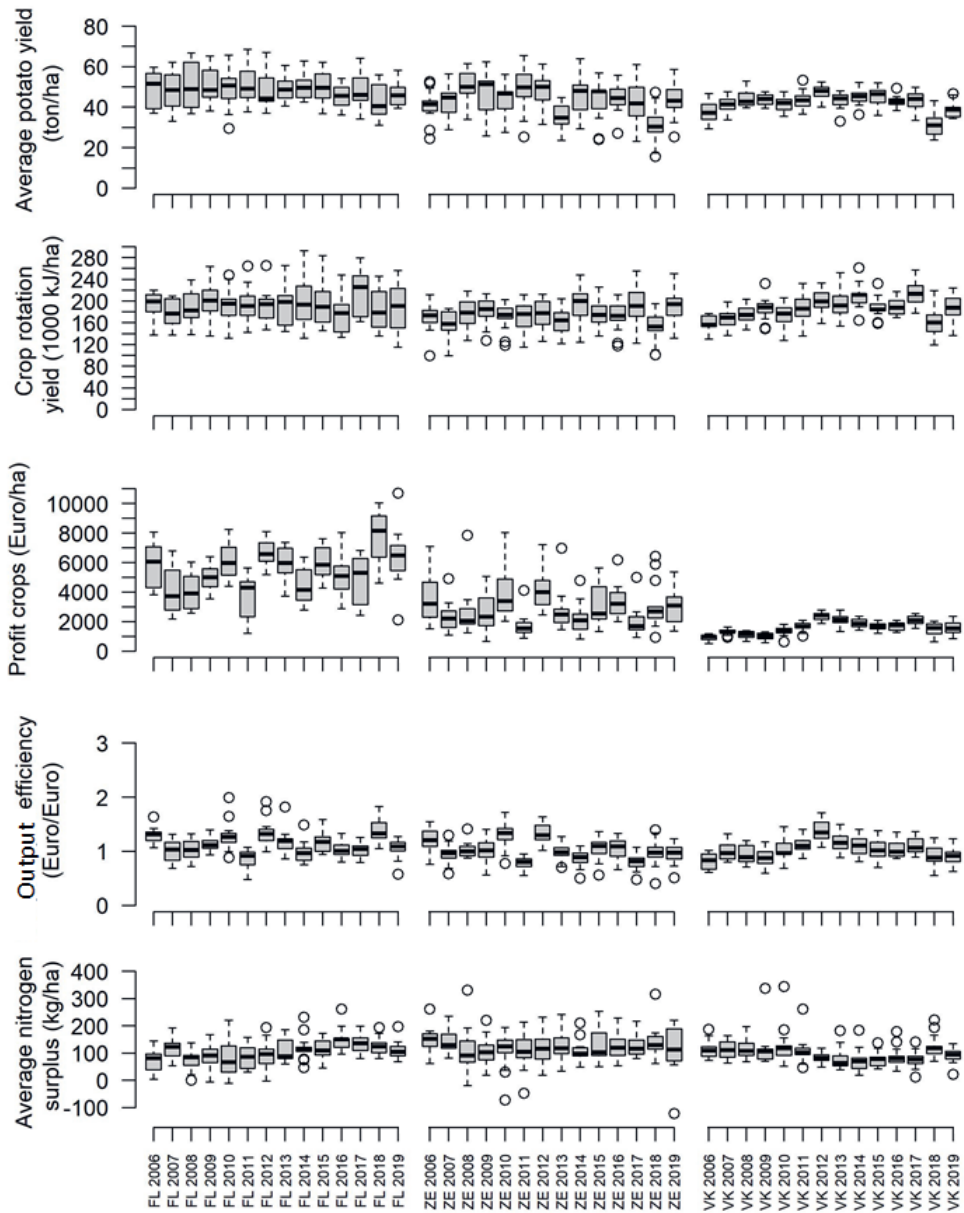 Average potato yield
(ton/ha)
80
60
40
20
0
Crop rotation
yield (1000 kJ/ha)
280
240
200
160
120
80
40
0
Profit crops (Euro/ha)
10000
8000
6000
4000
2000
0
Output efficiency
(Euro/Euro)
3
2
1
0
Average nitrogen
surplus (kg/ha)
400
300
200
100
0
-100
FL 2006
FL 2007
FL 2008
FL 2009
FL 2010
FL 2011
FL 2012
FL 2013
FL 2014
FL 2015
FL 2016
FL 2017
FL 2018
FL 2019
ZE 2006
ZE 2007
ZE 2008
ZE 2009
ZE 2010
ZE 2011
ZE 2012
ZE 2013
ZE 2014
ZE 2015
ZE 2016
ZE 2017
ZE 2018
ZE 2019
VK 2006
VK 2007
VK 2008
VK 2009
VK 2010
VK 2011
VK 2012
VK 2013
VK 2014
VK 2015
VK 2016
VK 2017
VK 2018
VK 2019